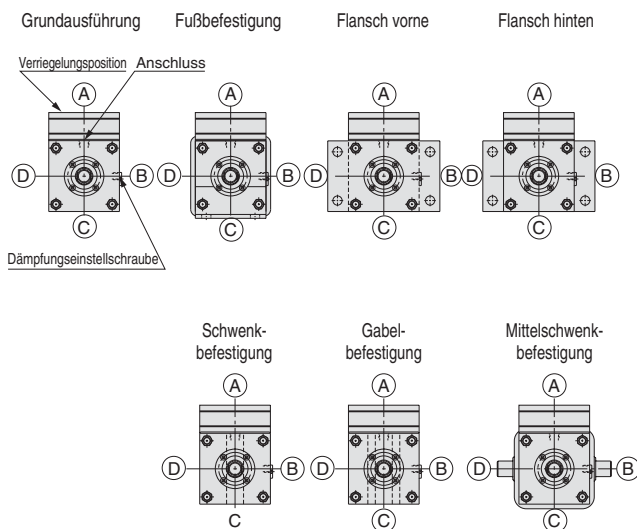 Grundausführung
Fußbefestigung
Flansch vorne
Flansch hinten
Verriegelungsposition
Anschluss
A
A
A
A
D
B
D
B
D
B
D
B
C
C
C
C
Dämpfungseinstellschraube
Schwenk-
befestigung
Gabel-
befestigung
Mittelschwenk-
befestigung
A
A
A
D
B
D
B
D
B
C
C
C